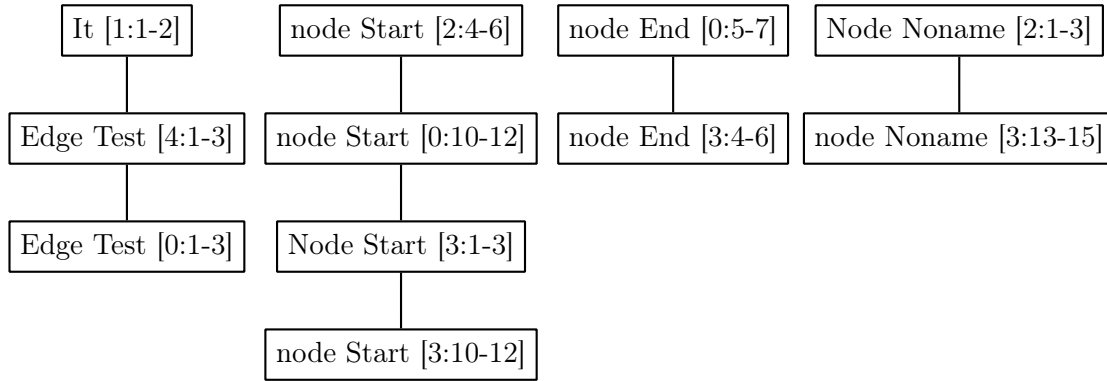 It [1:1-2]
node Start [2:4-6]
node End [0:5-7]
Node Noname [2:1-3]
Edge Test [4:1-3]
node Start [0:10-12]
node End [3:4-6]
node Noname [3:13-15]
Edge Test [0:1-3]
Node Start [3:1-3]
node Start [3:10-12]